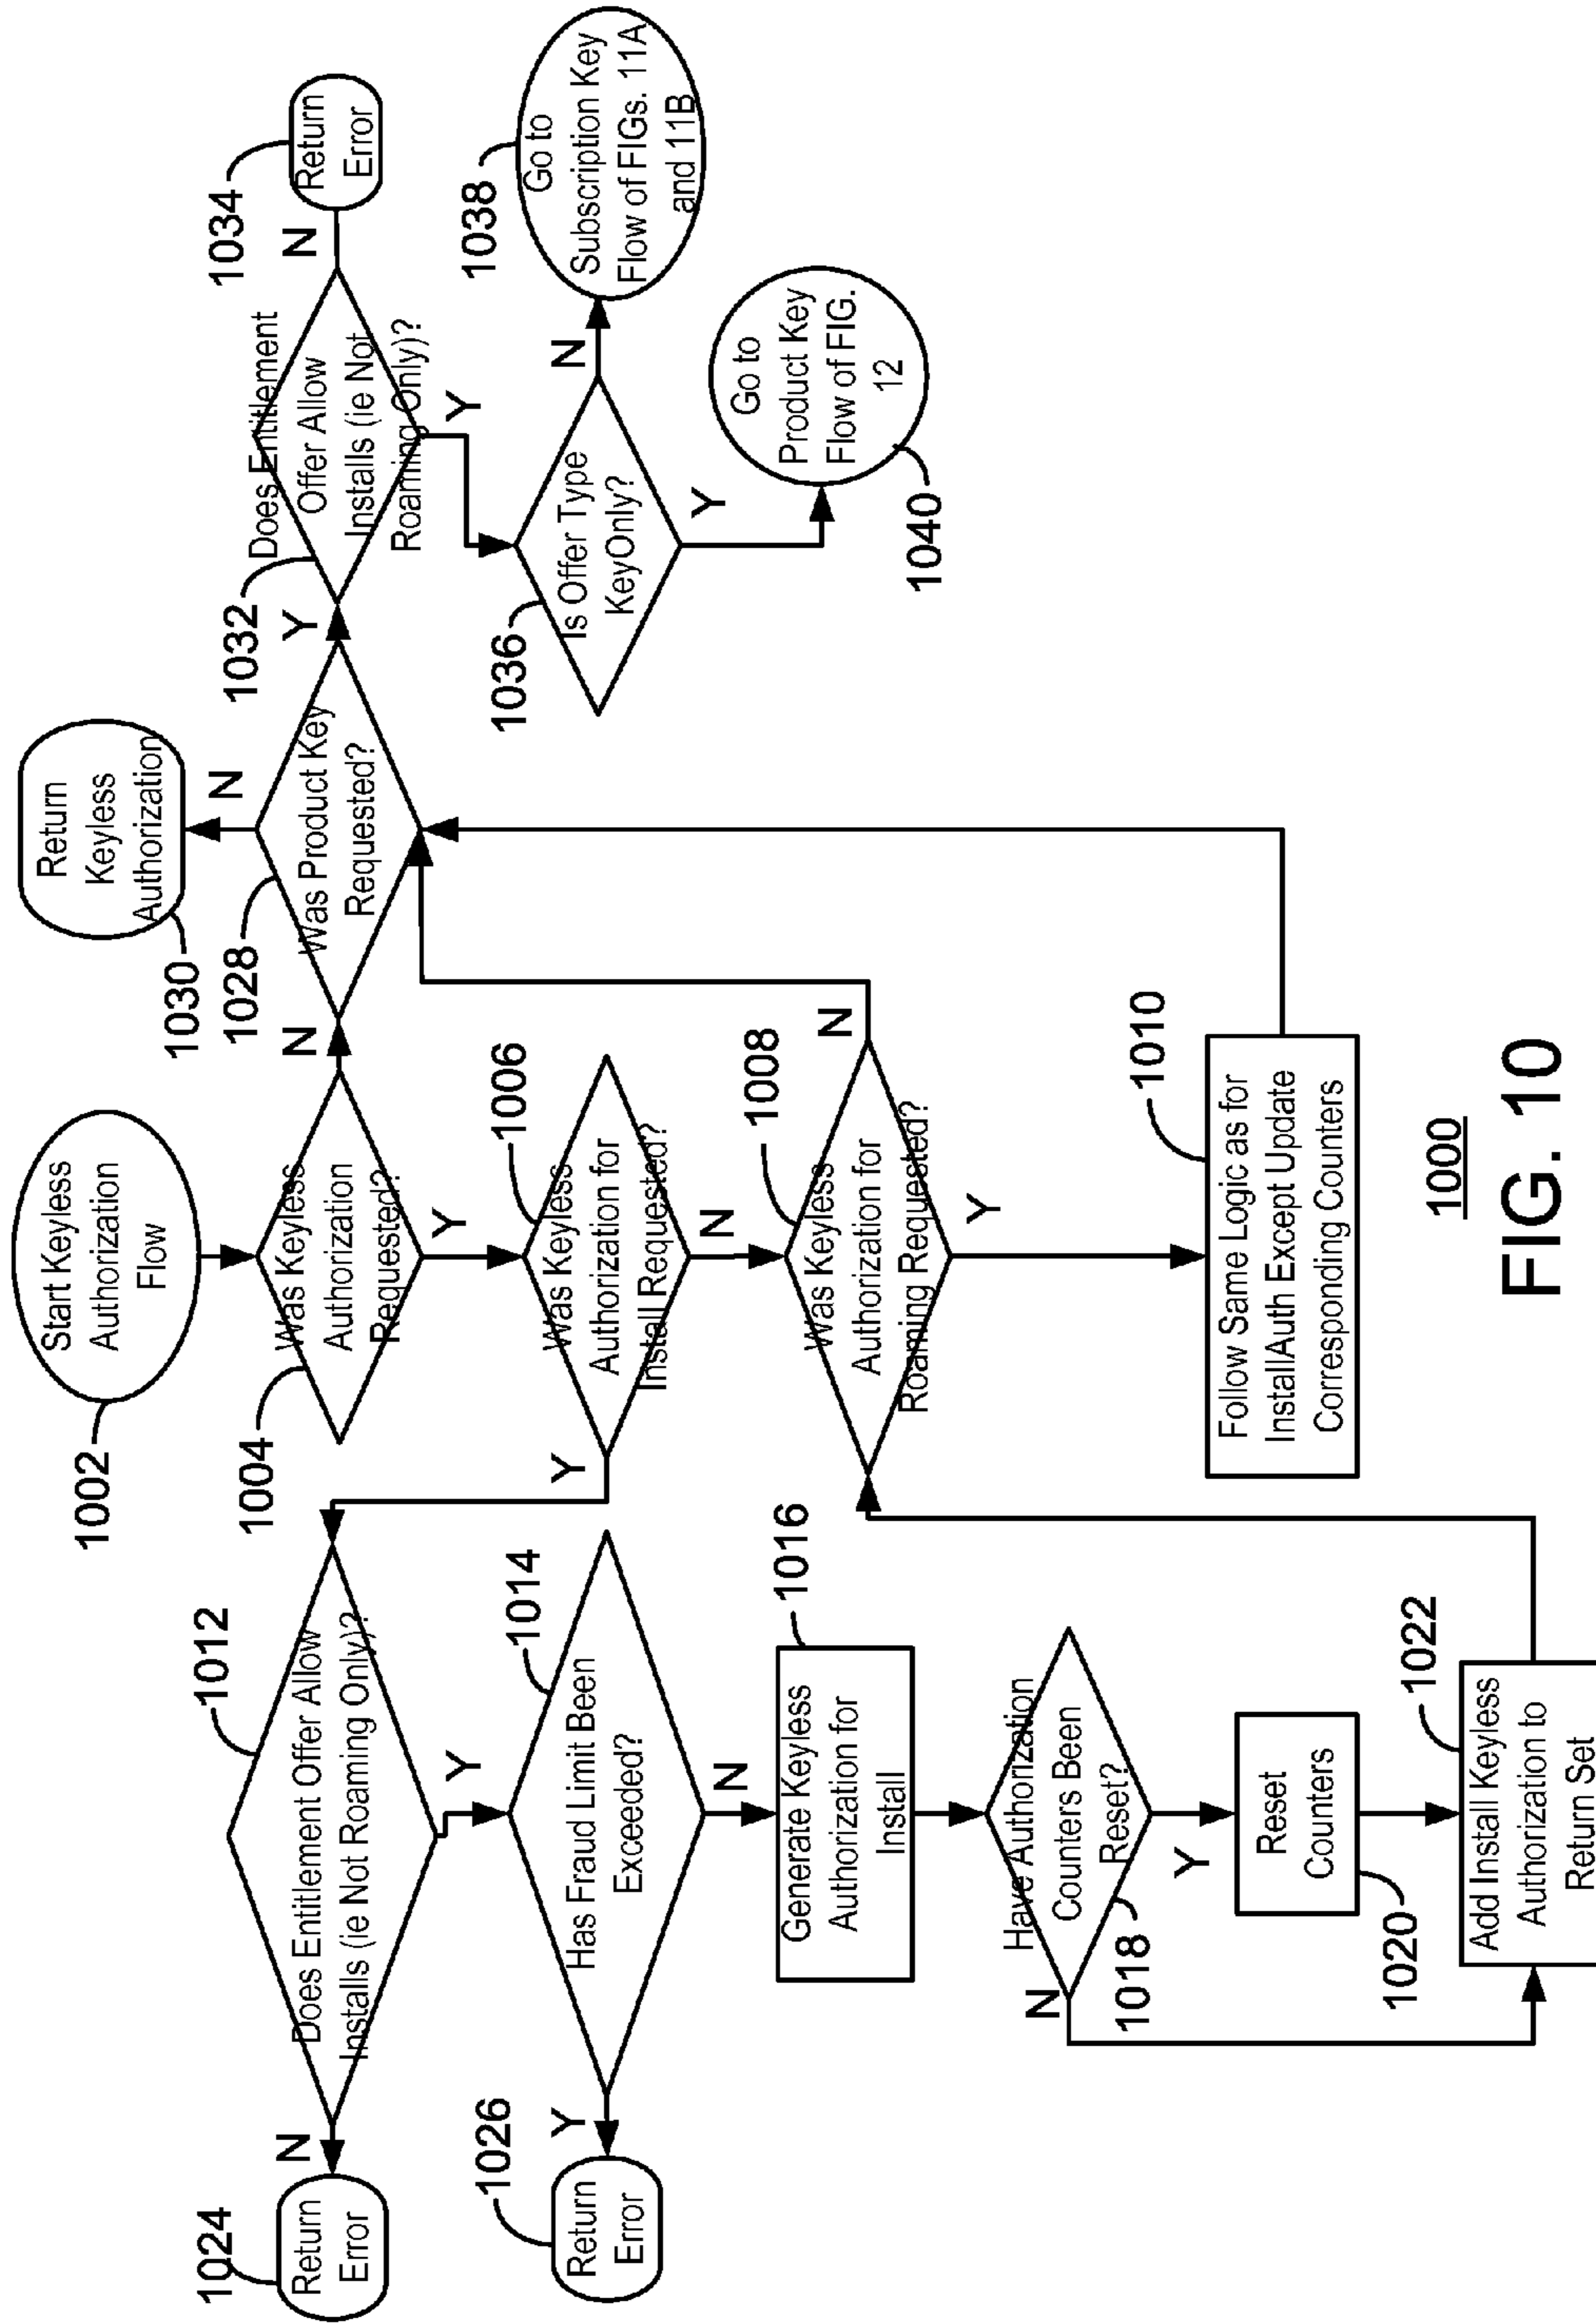 1002
Start Keyless
Authorization
Flow
1004
Was Keyless
Authorization
Requested?
N
Y
1006
Was Keyless
Authorization for
Install Requested?
Y
N
1008
Was Keyless
Authorization for
Roaming Requested?
N
Y
1010
Follow Same Logic as for
InstallAuth Except Update
Corresponding Counters
1012
Does Entitlement Offer Allow
Installs (ie Not Roaming Only)?
N
Y
1024
Return
Error
1014
Has Fraud Limit Been
Exceeded?
Y
N
1026
Return
Error
1016
Generate Keyless
Authorization for
Install
Have Authorization
Counters Been
Reset?
1018
N
Y
Reset
Counters
1020
1022
Add Install Keyless
Authorization to
Return Set
1028
Was Product Key
Requested?
N
Y
Return
Keyless
Authorization
1030
1032
Does Entitlement
Offer Allow
Installs (ie Not
Roaming Only)?
N
Y
1034
Return
Error
1036
Is Offer Type
KeyOnly?
N
Y
1038
Go to
Subscription Key
Flow of FIGs. 11A
and 11B
Go to
Product Key
Flow of FIG.
12
1040
1000
FIG. 10